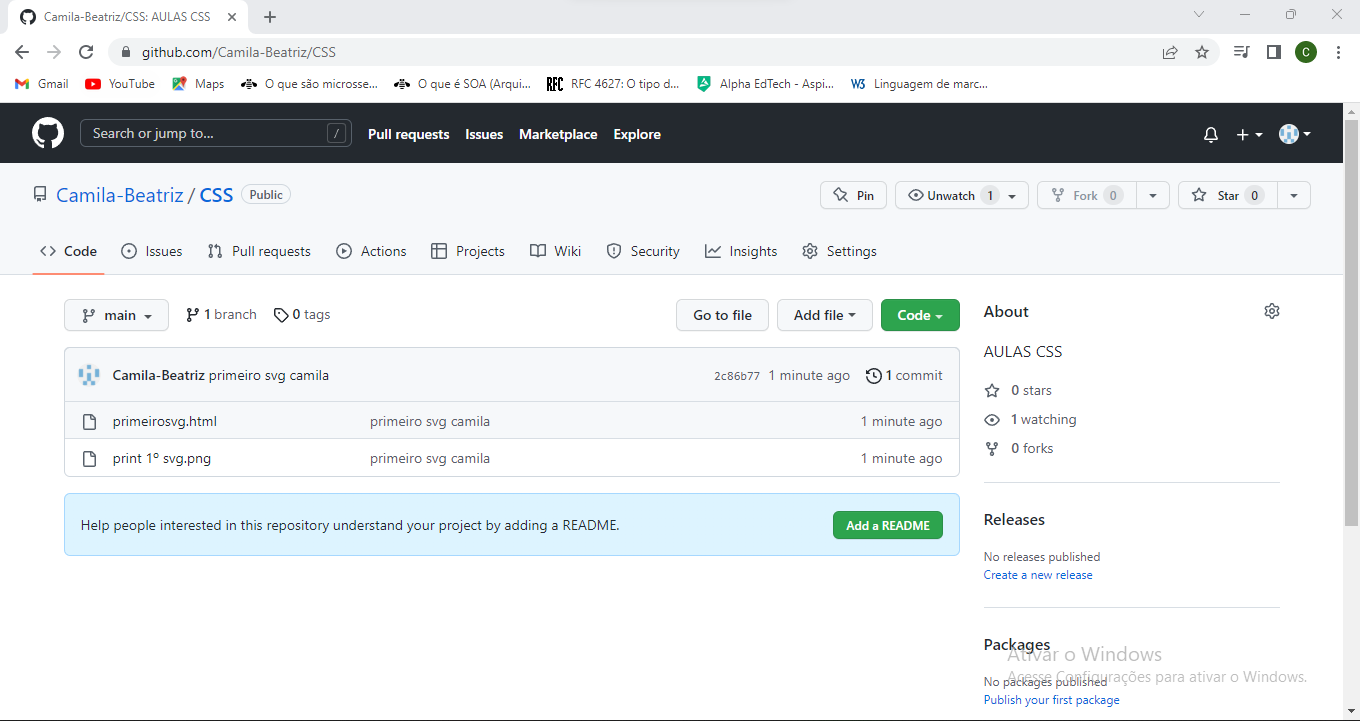 Camila-Beatriz/CSS: AULAS CSS
github.com/Camila-Beatriz/CSS
C
Gmail YouTube Maps O que são microsse... O que é SOA (Arqui... RFC RFC 4627: O tipo d... Alpha EdTech - Aspi... W3 Linguagem de marc...
Search or jump to... / Pull requests Issues Marketplace Explore
Camila-Beatriz / CSS Public Pin Unwatch 1 Fork 0 Star 0
Code Issues Pull requests Actions Projects Wiki Security Insights Settings
main 1 branch 0 tags Go to file Add file Code
About
AULAS CSS
Camila-Beatriz primeiro svg camila 2c86b77 1 minute ago 1 commit
0 stars
primeirosvg.html primeiro svg camila 1 minute ago
1 watching
print 1º svg.png primeiro svg camila 1 minute ago
0 forks
Help people interested in this repository understand your project by adding a README. Add a README
Releases
No releases published
Create a new release
Packages
Ativar o Windows
Acesse Configurações para ativar o Windows.
No packages published
Publish your first package